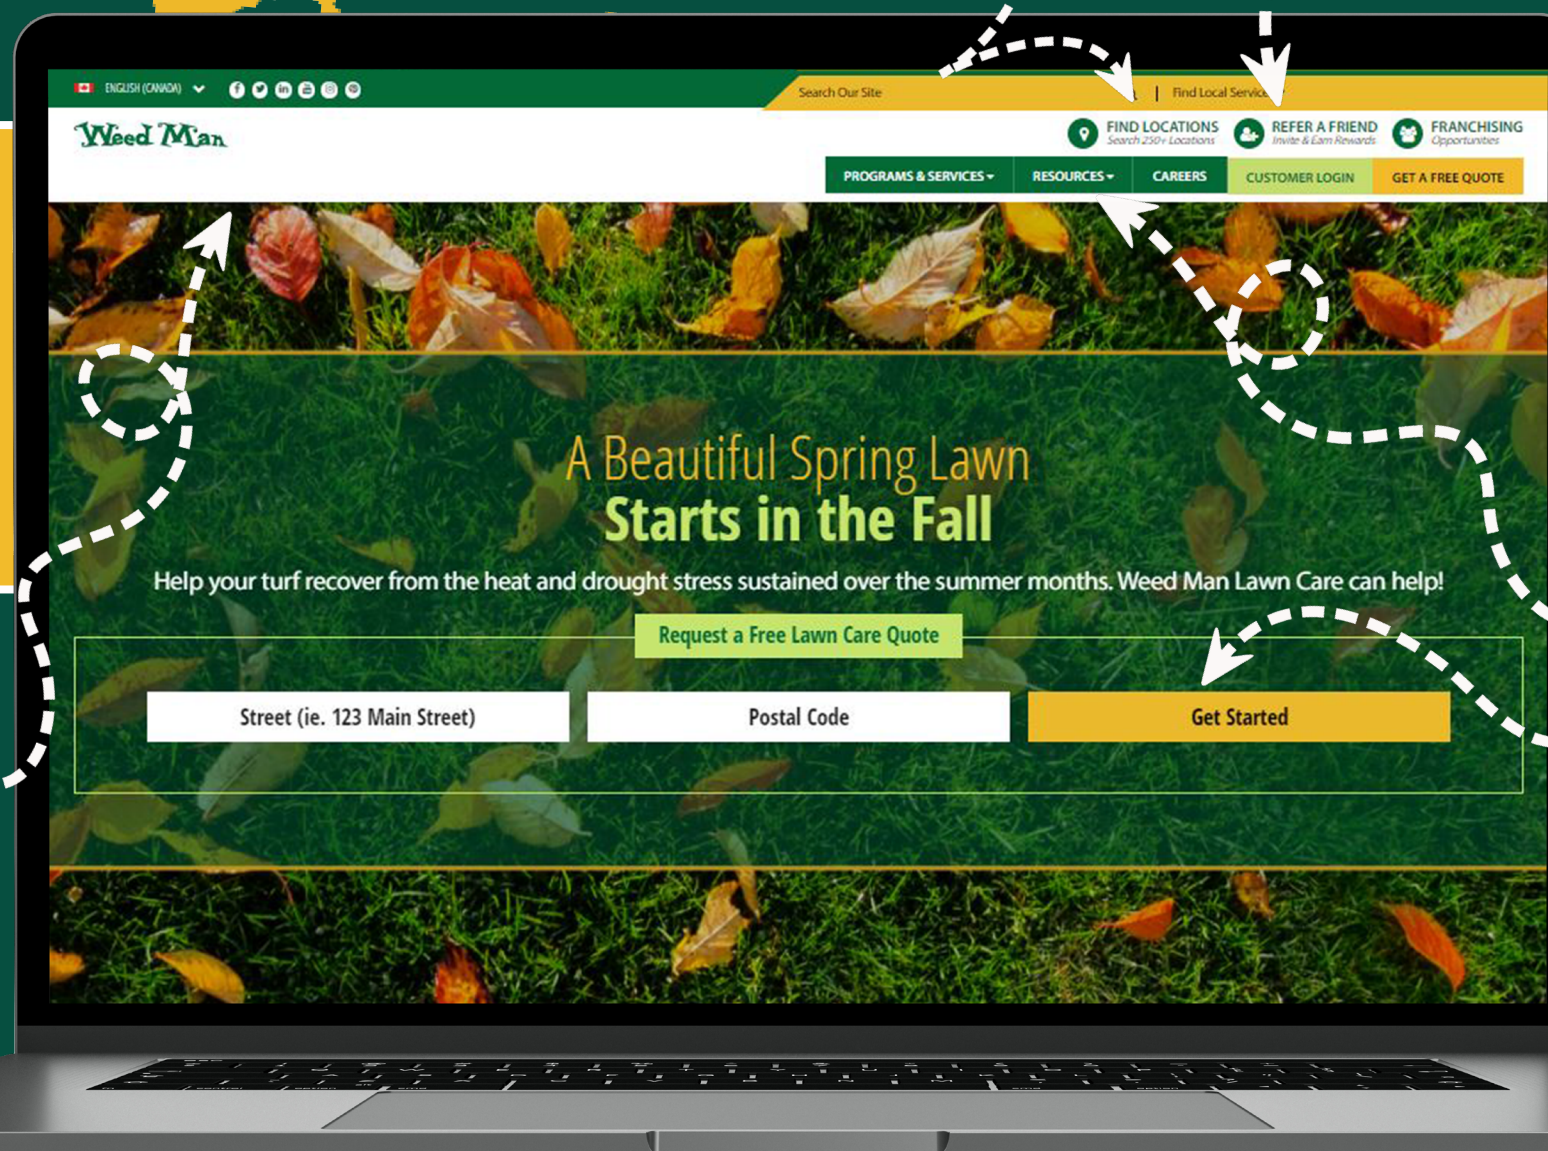 ENGLISH (CANADA)
Search Our Site
|
Find Local Service
Weed Man
FIND LOCATIONS
Search 250+ Locations
REFER A FRIEND
Invite & Earn Rewards
FRANCHISING
Opportunities
PROGRAMS & SERVICES
RESOURCES
CAREERS
CUSTOMER LOGIN
GET A FREE QUOTE
A Beautiful Spring Lawn
Starts in the Fall
Help your turf recover from the heat and drought stress sustained over the summer months. Weed Man Lawn Care can help!
Request a Free Lawn Care Quote
Street (ie. 123 Main Street)
Postal Code
Get Started